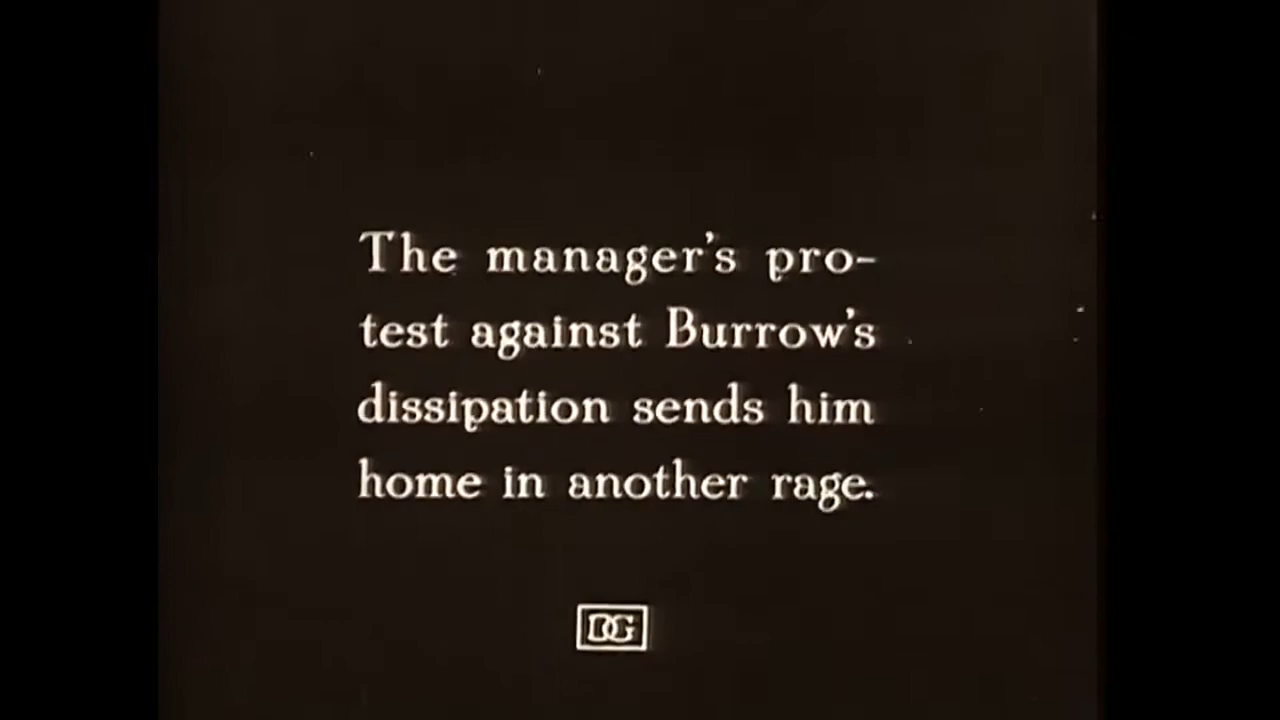 The manager's pro-
test against Burrow's
dissipation sends him
home in another rage.
DG